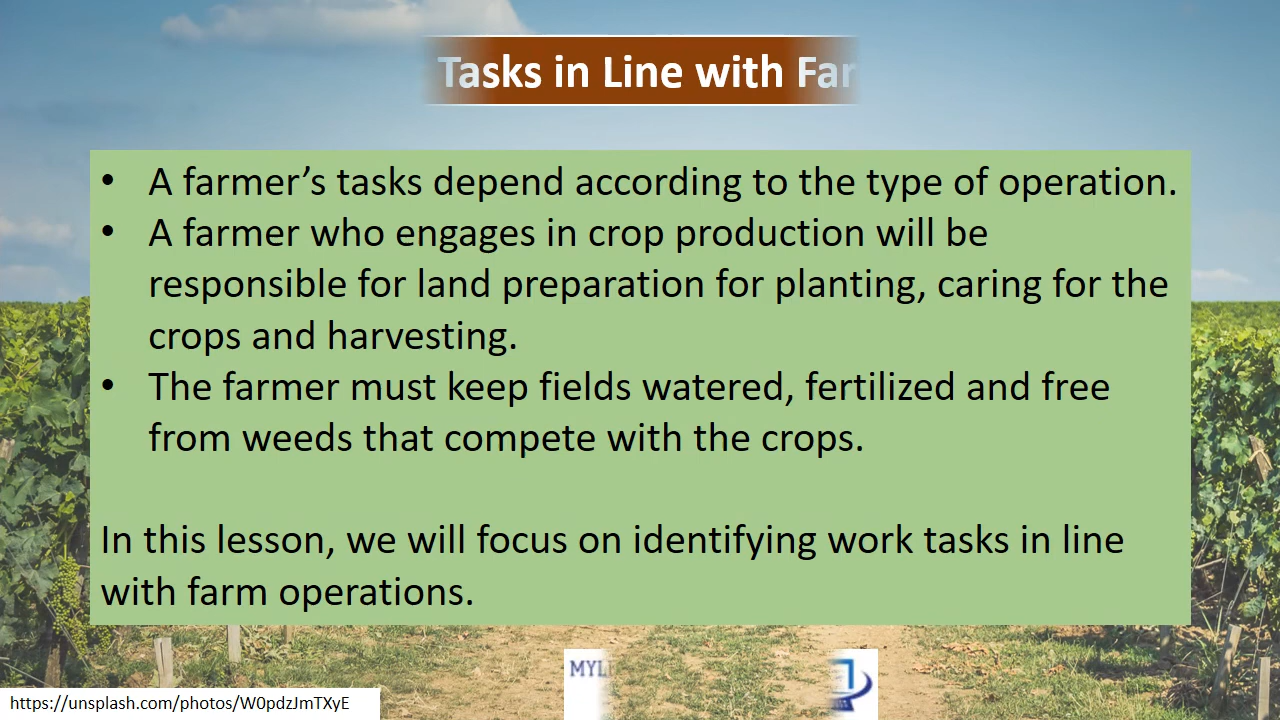 Tasks in Line with Far
• A farmer’s tasks depend according to the type of operation.
• A farmer who engages in crop production will be
responsible for land preparation for planting, caring for the
crops and harvesting.
• The farmer must keep fields watered, fertilized and free
from weeds that compete with the crops.
In this lesson, we will focus on identifying work tasks in line
with farm operations.
https://unsplash.com/photos/W0pdzJmTXyE